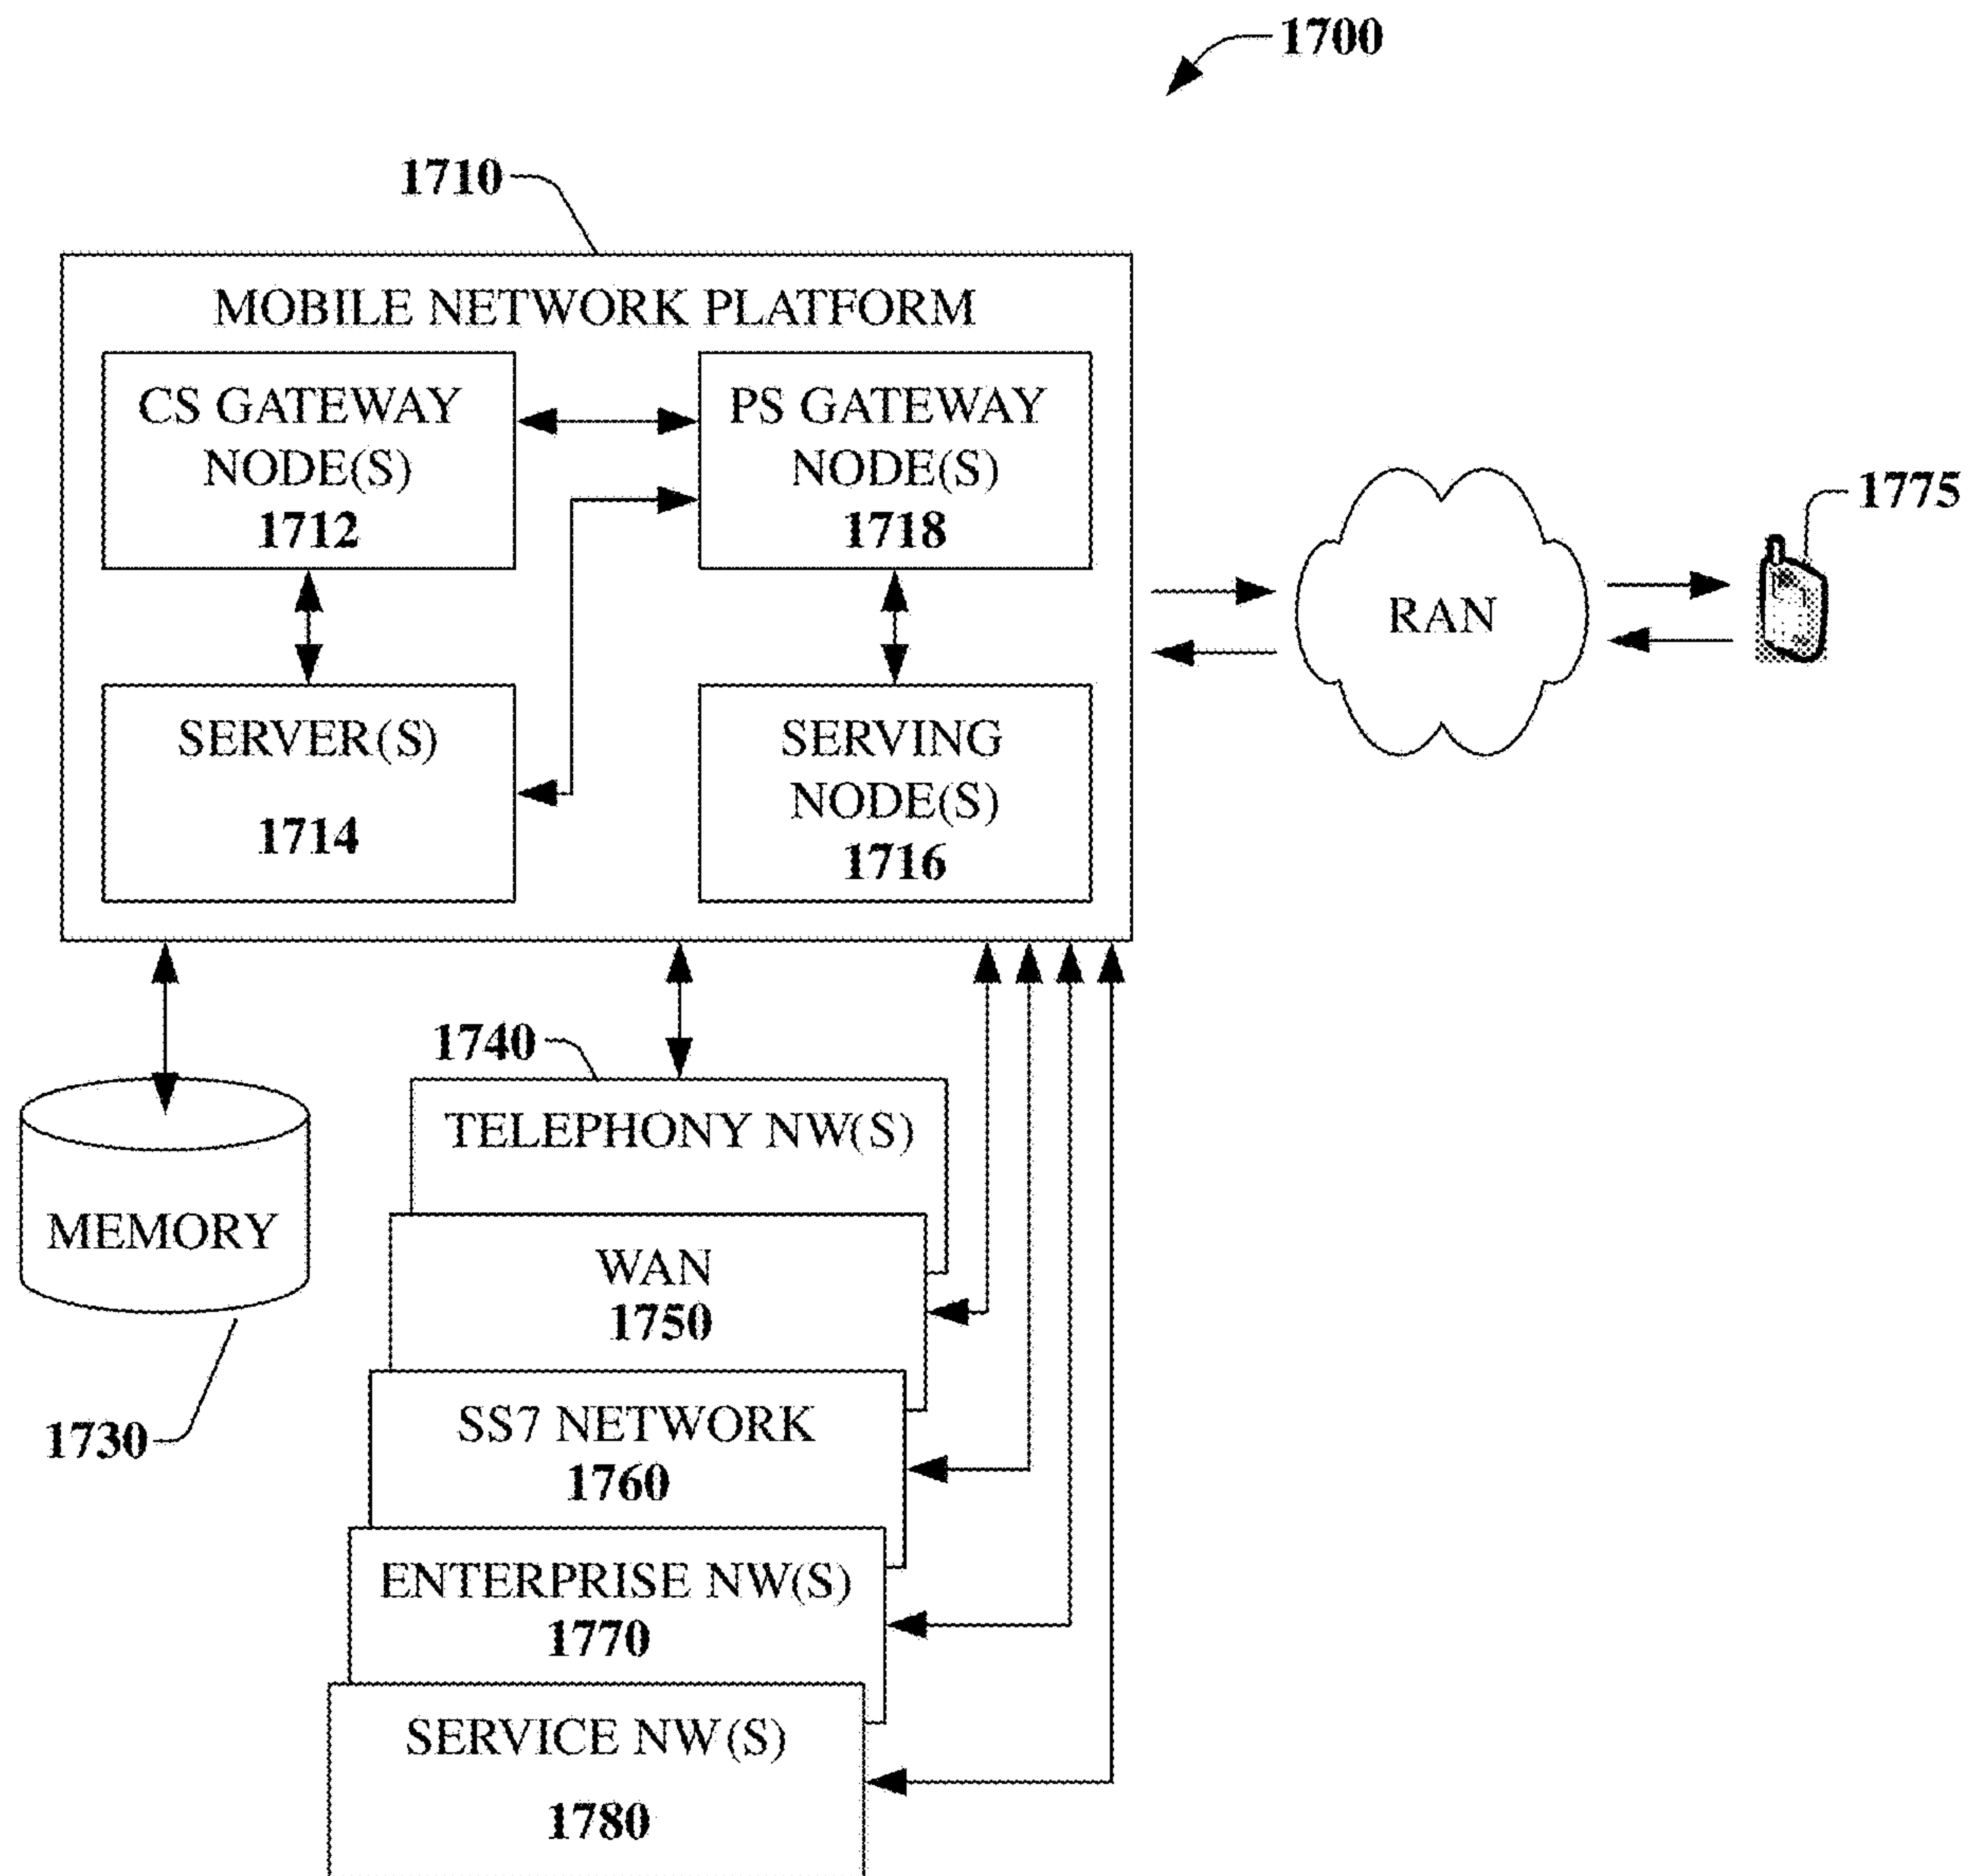 1700
1710
MOBILE NETWORK PLATFORM
CS GATEWAY
NODE(S)
1712
PS GATEWAY
NODE(S)
1718
SERVER(S)
1714
SERVING
NODE(S)
1716
RAN
1775
1740
TELEPHONY NW(S)
MEMORY
1730
WAN
1750
SS7 NETWORK
1760
ENTERPRISE NW(S)
1770
SERVICE NW(S)
1780